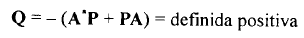 Q = – (A*P + PA) = definida positiva